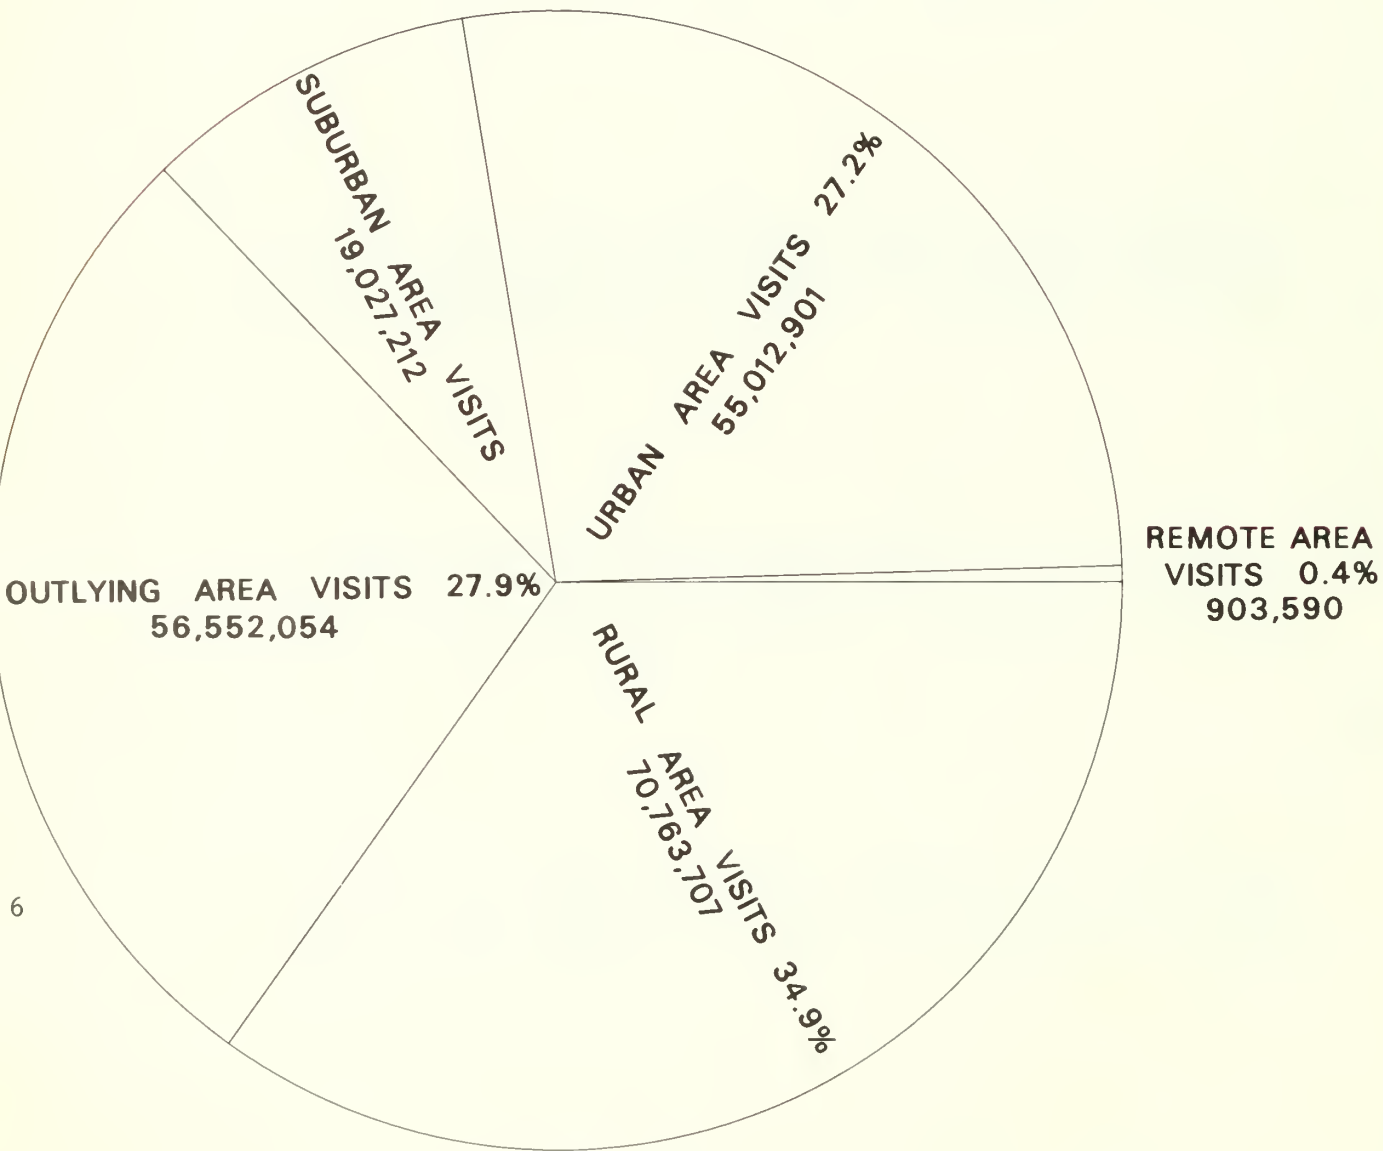 SUBURBAN AREA VISITS
19,027,212
URBAN AREA VISITS 27.2%
55,012,901
REMOTE AREA
VISITS 0.4%
903,590
OUTLYING AREA VISITS 27.9%
56,552,054
RURAL AREA VISITS 34.9%
70,763,707
6